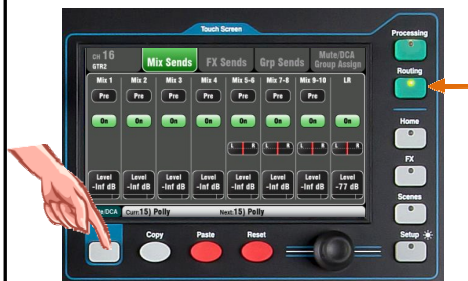 Touch Screen
Processing
CH 16
GTR2
Mix Sends
FX Sends
Grp Sends
Mute/DCA
Group Assign
Routing
Mix 1 Mix 2 Mix 3 Mix 4 Mix 5-6 Mix 7-8 Mix 9-10 LR
Pre Pre Pre Pre Pre Pre Pre
On On On On On On On On
Home
L R L R L R L R
FX
Level Level Level Level Level Level Level Level
-Inf dB -Inf dB -Inf dB -Inf dB -Inf dB -Inf dB -Inf dB -77 dB
Scenes
/DCA Curr:15) Polly Next:15) Polly
Copy Paste Reset
Setup